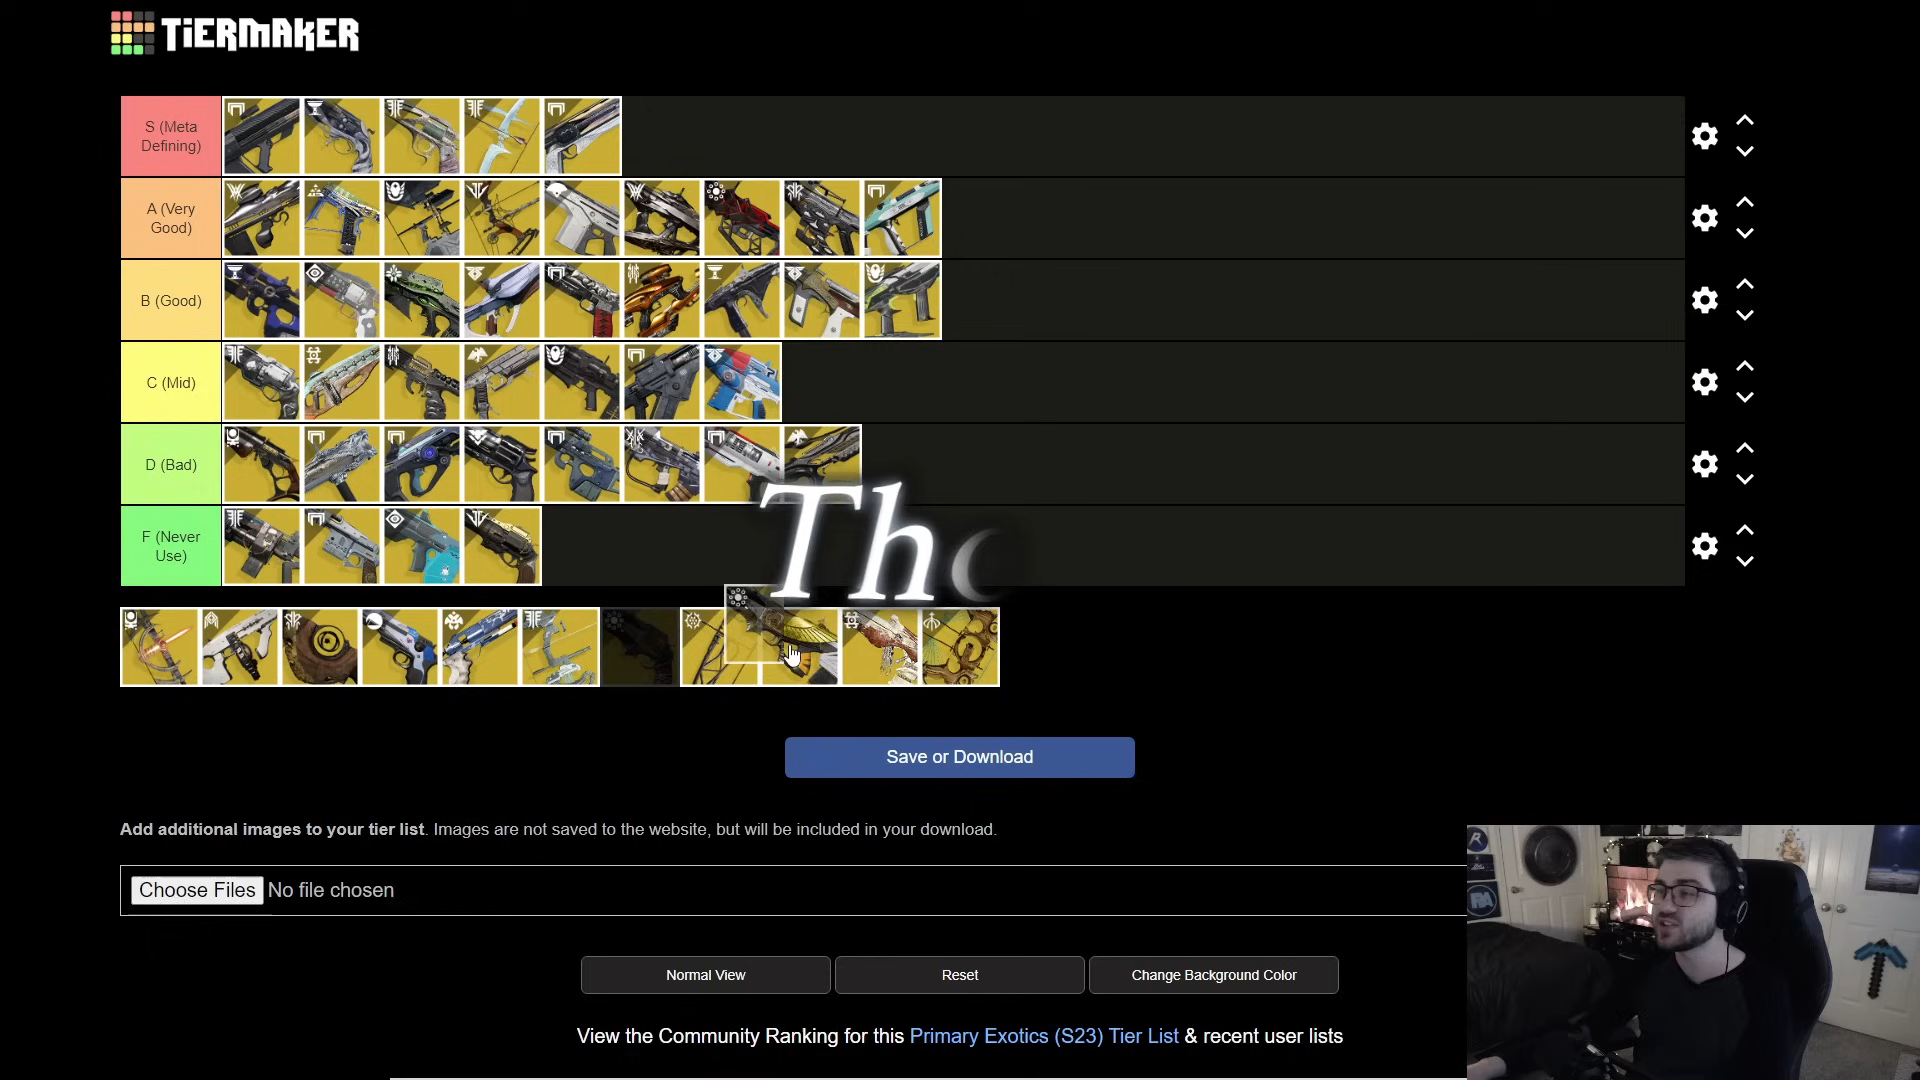 TIERMAKER
S (Meta
Defining)
A (Very
Good)
B (Good)
C (Mid)
D (Bad)
F (Never
Use)
Tho
Save or Download
Add additional images to your tier list. Images are not saved to the website, but will be included in your download.
Choose Files No file chosen
Normal View
Reset
Change Background Color
View the Community Ranking for this Primary Exotics (S23) Tier List & recent user lists